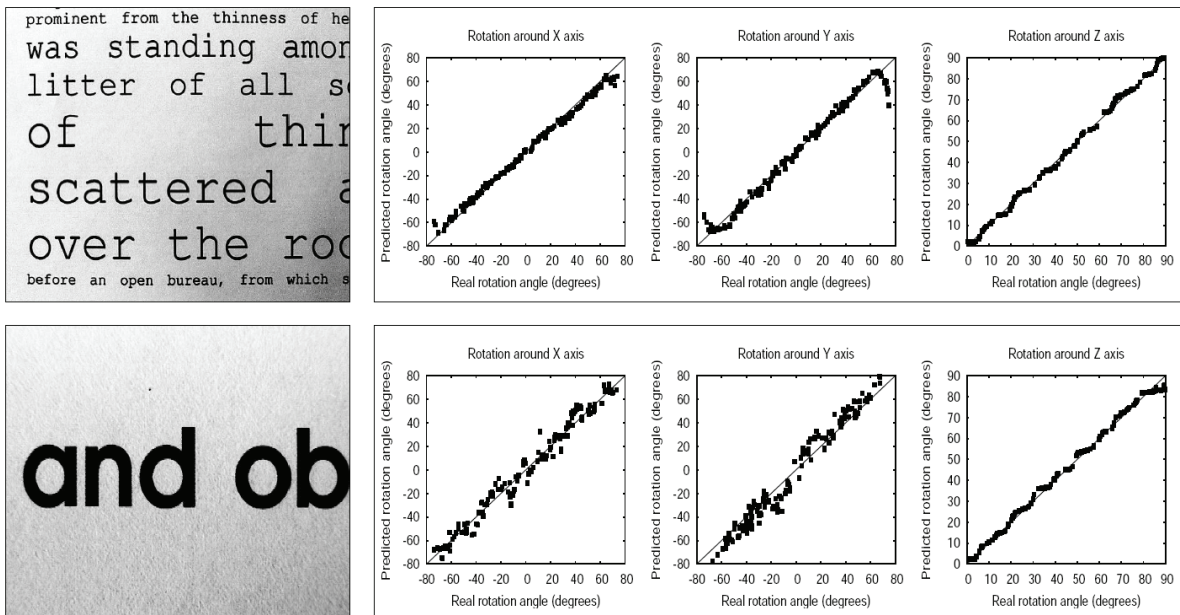 prominent from the thinness of he
was standing amon
litter of all so
of thin
scattered a
over the roo
before an open bureau, from which s
Rotation around X axis
Predicted rotation angle (degrees)
80
60
40
20
0
-20
-40
-60
-80
-80 -60 -40 -20 0 20 40 60 80
Real rotation angle (degrees)
Rotation around Y axis
Predicted rotation angle (degrees)
80
60
40
20
0
-20
-40
-60
-80
-80 -60 -40 -20 0 20 40 60 80
Real rotation angle (degrees)
Rotation around Z axis
Predicted rotation angle (degrees)
90
80
70
60
50
40
30
20
10
0
0 10 20 30 40 50 60 70 80 90
Real rotation angle (degrees)
and ob
Rotation around X axis
Predicted rotation angle (degrees)
80
60
40
20
0
-20
-40
-60
-80
-80 -60 -40 -20 0 20 40 60 80
Real rotation angle (degrees)
Rotation around Y axis
Predicted rotation angle (degrees)
80
60
40
20
0
-20
-40
-60
-80
-80 -60 -40 -20 0 20 40 60 80
Real rotation angle (degrees)
Rotation around Z axis
Predicted rotation angle (degrees)
90
80
70
60
50
40
30
20
10
0
0 10 20 30 40 50 60 70 80 90
Real rotation angle (degrees)